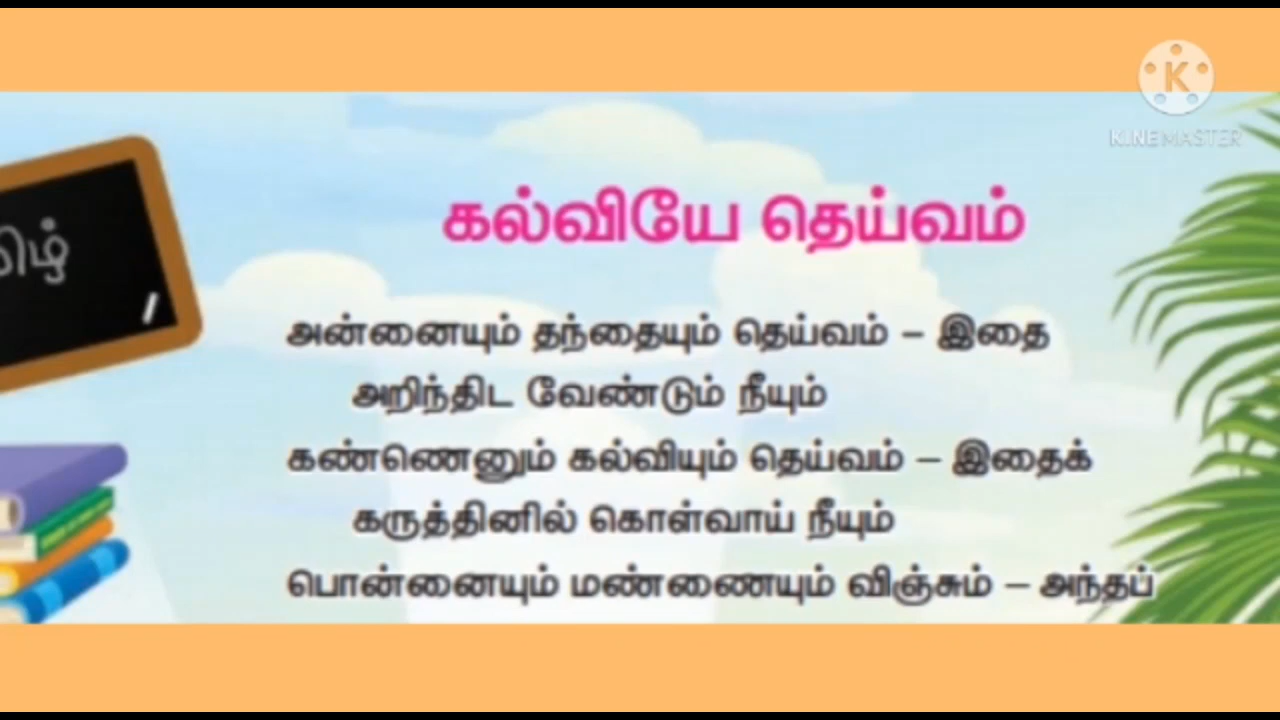 K
KINEMASTER
கல்வியே தெய்வம்
அன்னையும் தந்தையும் தெய்வம் – இதை
அறிந்திட வேண்டும் நீயும்
கண்ணெனும் கல்வியும் தெய்வம் – இதைக்
கருத்தினில் கொள்வாய் நீயும்
பொன்னையும் மண்ணையும் விஞ்சும் – அந்தப்